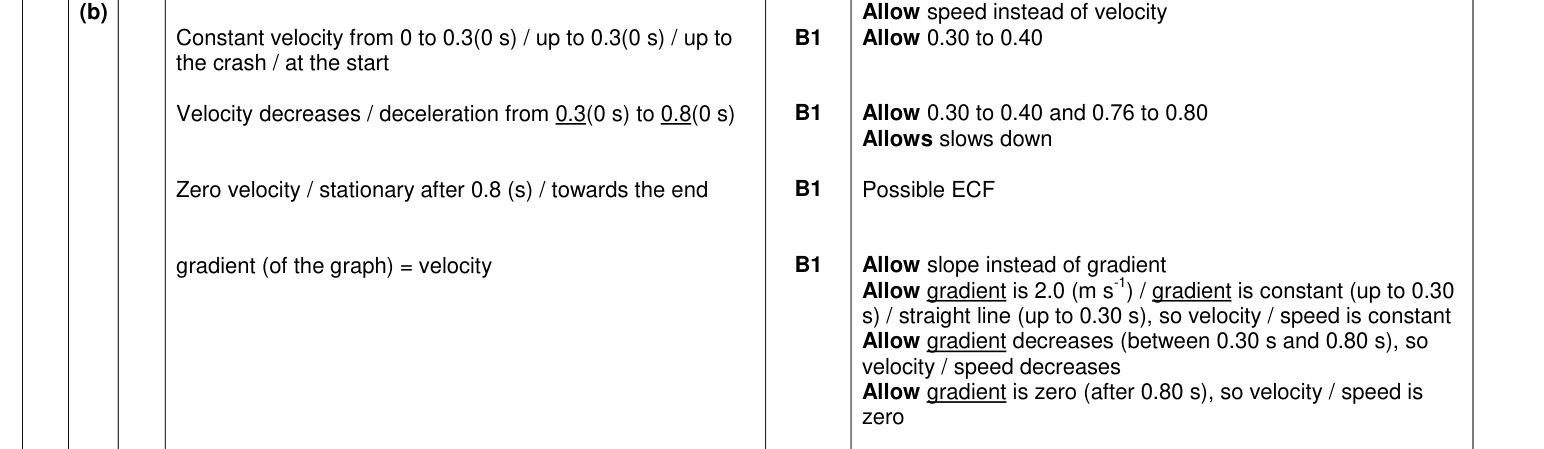 (b)
Allow speed instead of velocity
Constant velocity from 0 to 0.3(0 s) / up to 0.3(0 s) / up to
the crash / at the start
B1
Allow 0.30 to 0.40
Velocity decreases / deceleration from 0.3(0 s) to 0.8(0 s)
B1
Allow 0.30 to 0.40 and 0.76 to 0.80
Allows slows down
Zero velocity / stationary after 0.8 (s) / towards the end
B1
Possible ECF
gradient (of the graph) = velocity
B1
Allow slope instead of gradient
Allow gradient is 2.0 (m s⁻¹) / gradient is constant (up to 0.30
s) / straight line (up to 0.30 s), so velocity / speed is constant
Allow gradient decreases (between 0.30 s and 0.80 s), so
velocity / speed decreases
Allow gradient is zero (after 0.80 s), so velocity / speed is
zero